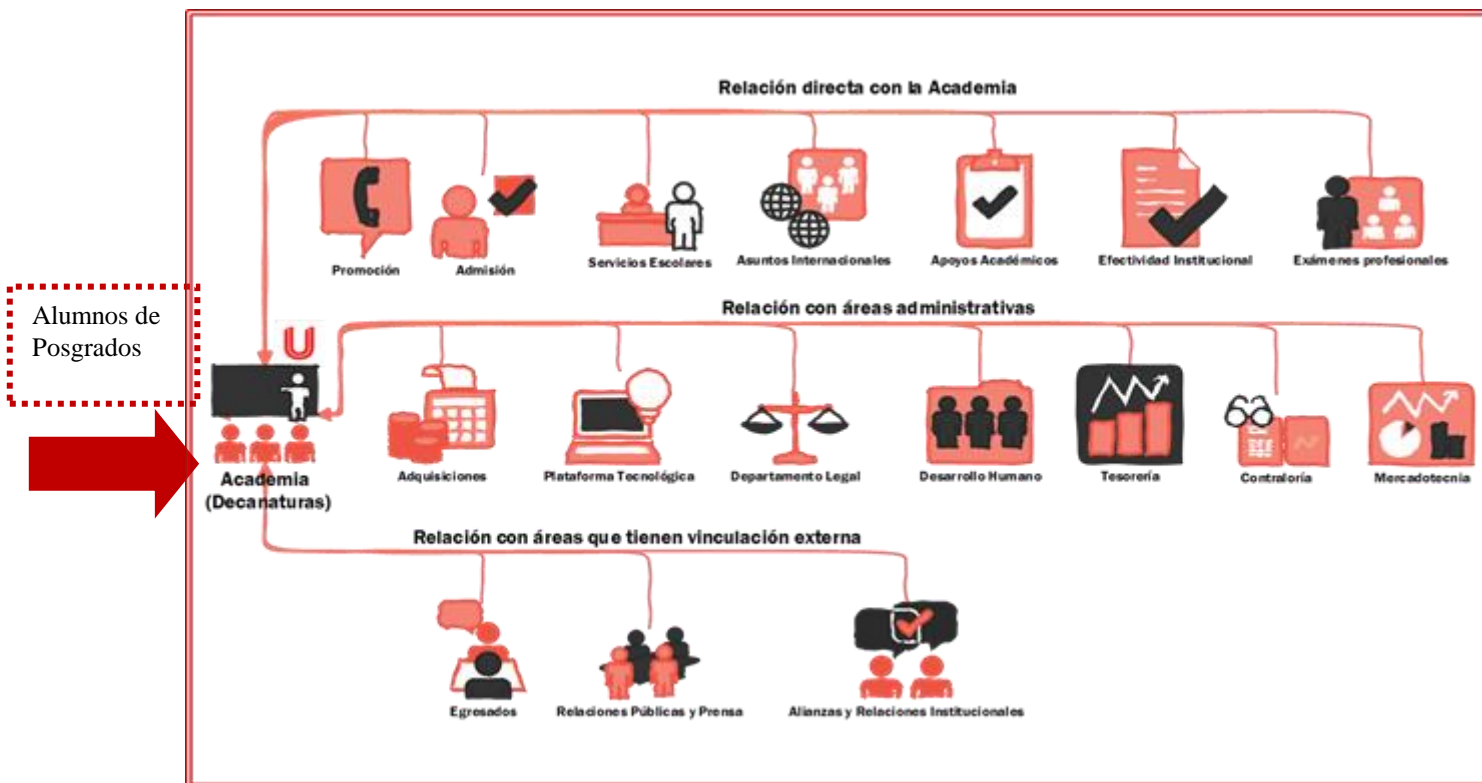 Relación directa con la Academia
Promoción
Admisión
Servicios Escolares
Asuntos Internacionales
Apoyos Académicos
Efectividad Institucional
Exámenes profesionales
Alumnos de
Posgrados
U
Relación con áreas administrativas
Academia
(Decanaturas)
Adquisiciones
Plataforma Tecnológica
Departamento Legal
Desarrollo Humano
Tesorería
Contraloría
Mercadotecnia
Relación con áreas que tienen vinculación externa
Egresados
Relaciones Públicas y Prensa
Alianzas y Relaciones Institucionales